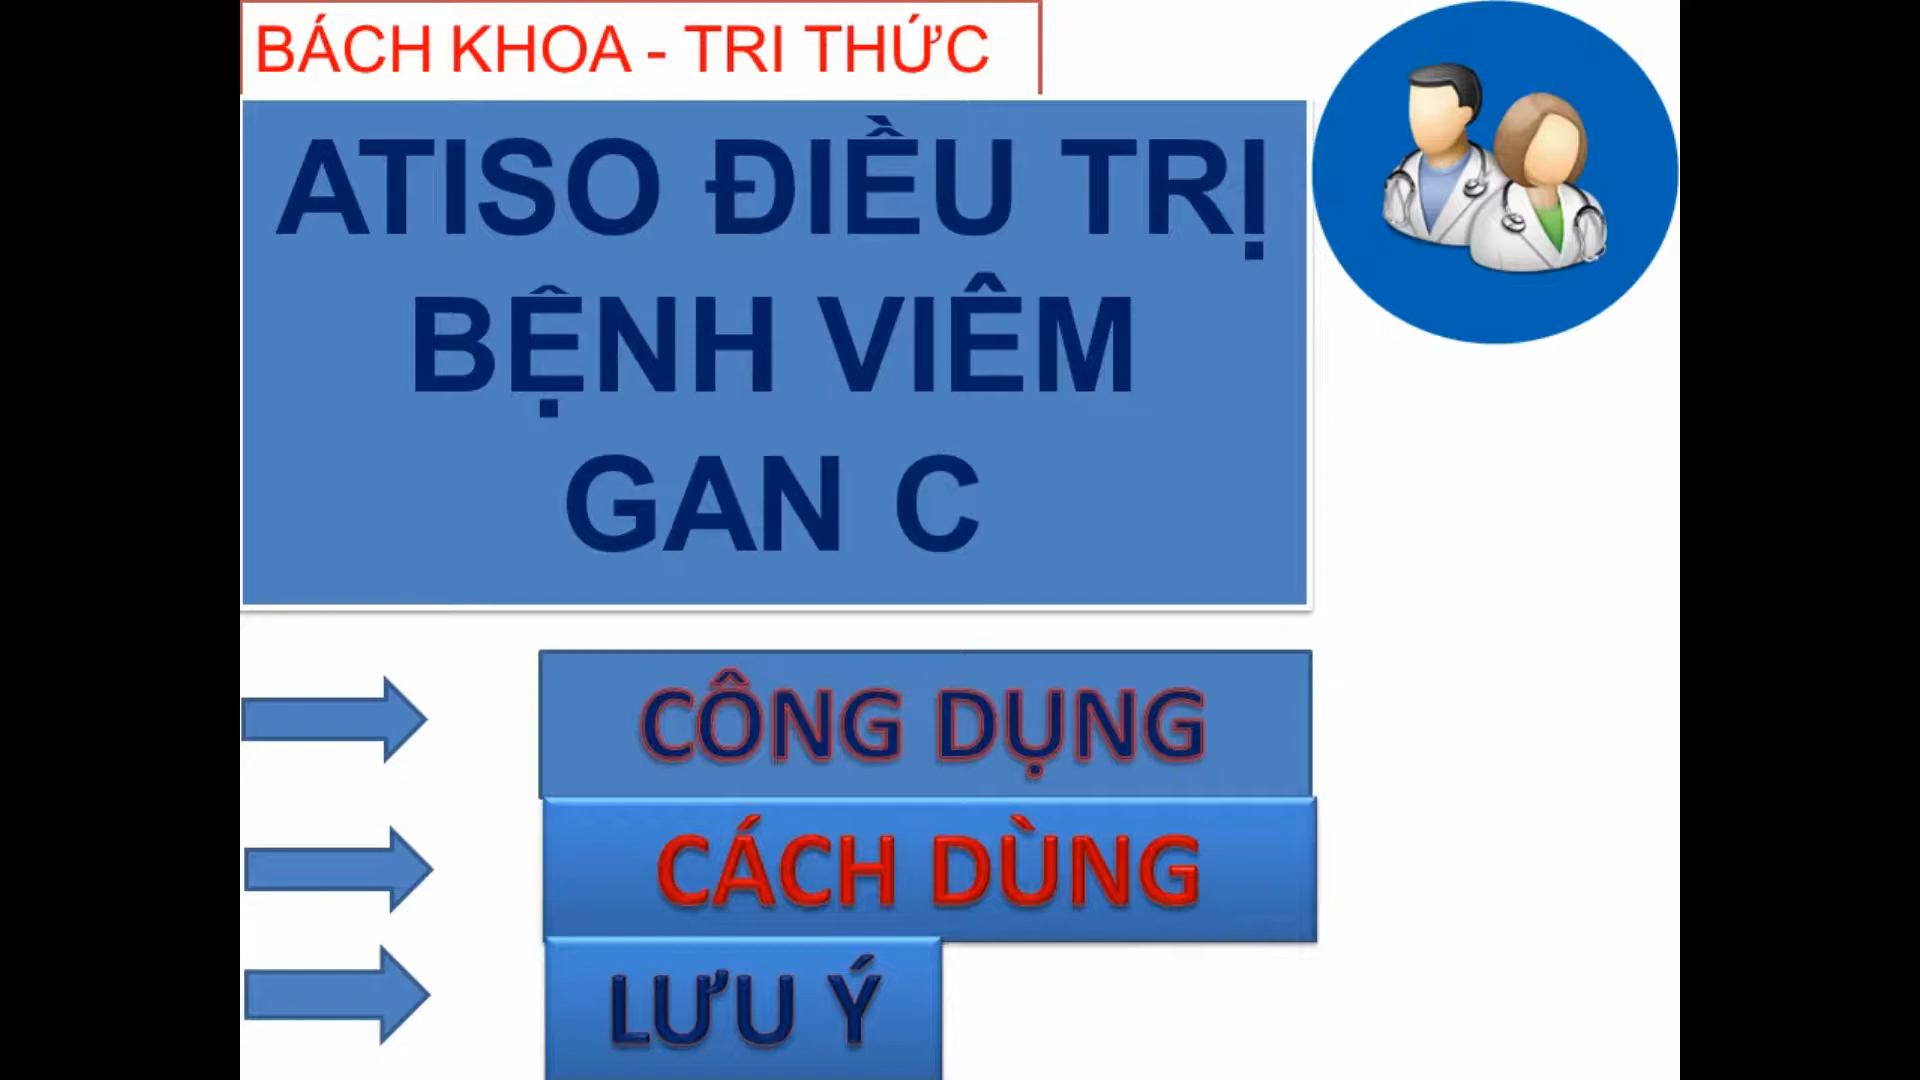 BÁCH KHOA - TRI THỨC
ATISO ĐIỀU TRỊ
BỆNH VIÊM
GAN C
CÔNG DỤNG
CÁCH DÙNG
LƯU Ý